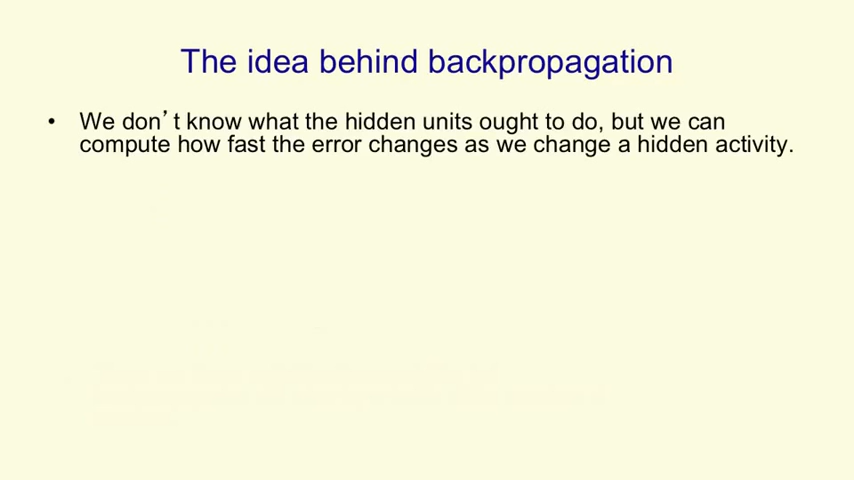 The idea behind backpropagation
• We don’t know what the hidden units ought to do, but we can
compute how fast the error changes as we change a hidden activity.